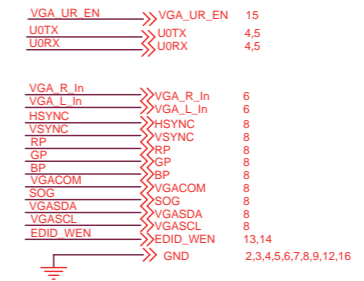 VGA_UR_EN VGA_UR_EN 15
U0TX U0TX 4,5
U0RX U0RX 4,5
VGA_R_In VGA_R_In 6
VGA_L_In VGA_L_In 6
HSYNC HSYNC 8
VSYNC VSYNC 8
RP RP 8
GP GP 8
BP BP 8
VGACOM VGACOM 8
SOG SOG 8
VGASDA VGASDA 8
VGASCL VGASCL 8
EDID_WEN EDID_WEN 13,14
GND 2,3,4,5,6,7,8,9,12,16